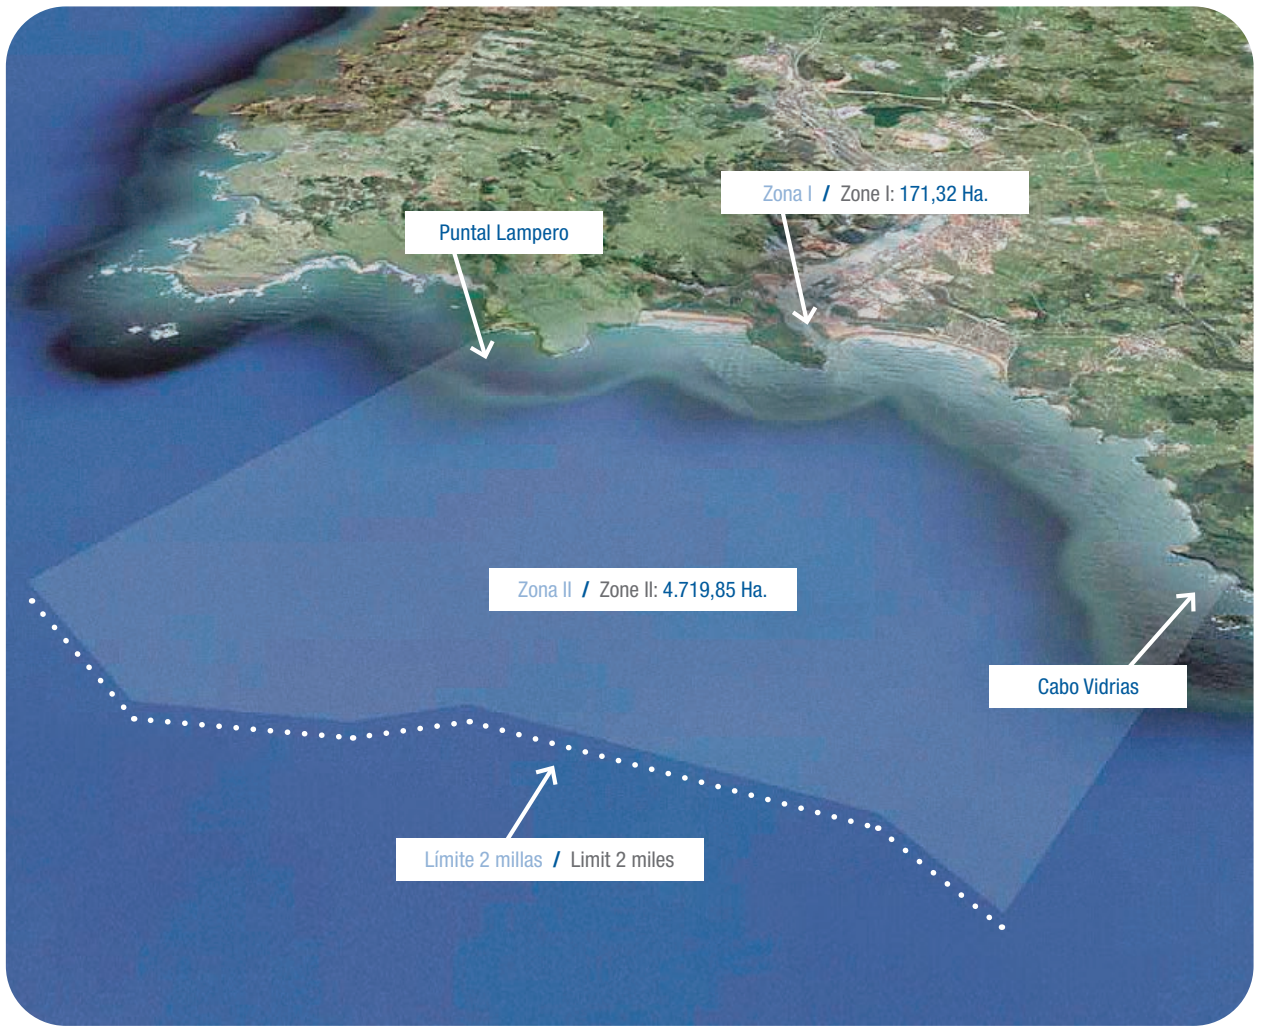 Zona I / Zone I: 171,32 Ha.
Puntal Lampero
Zona II / Zone II: 4.719,85 Ha.
Cabo Vidrias
Límite 2 millas / Limit 2 miles